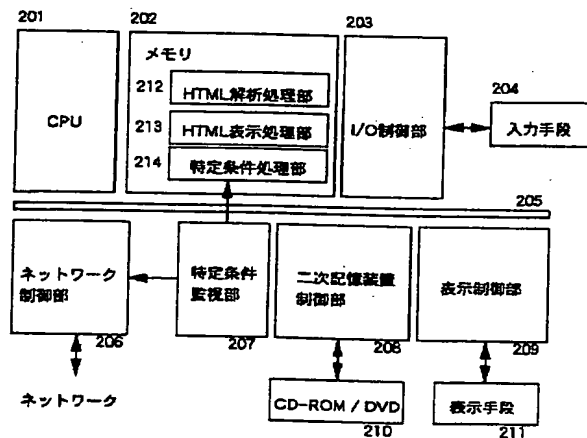 201
202
203
メモリ
212
HTML解析処理部
204
CPU
213
HTML表示処理部
I/O制御部
入力手段
214
特定条件処理部
205
ネットワーク
制御部
特定条件
監視部
二次記憶装置
制御部
表示制御部
206
207
208
209
ネットワーク
CD-ROM / DVD
表示手段
210
211